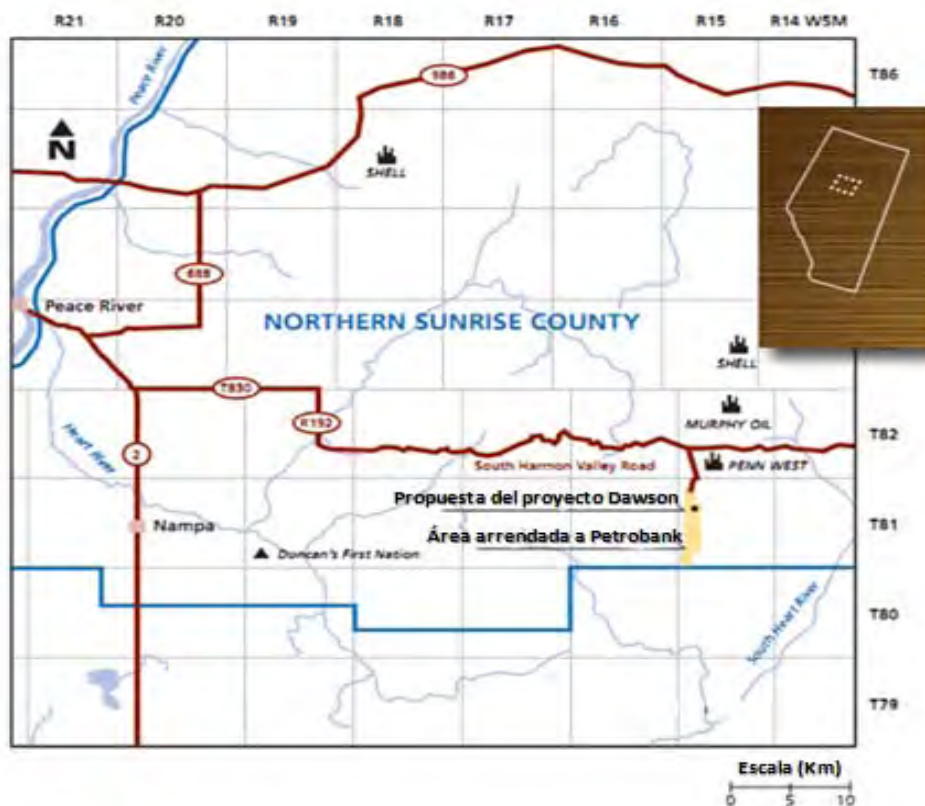 R21 R20 R19 R18 R17 R16 R15 R14 W5M
Peace River
986
T86
N
SHELL
688
Peace River
NORTHERN SUNRISE COUNTY
SHELL
T830
MURPHY OIL
R192
T82
Heart River
2
South Harmon Valley Road
PENN WEST
Propuesta del proyecto Dawson
Nampa
T81
Área arrendada a Petrobank
Duncan's First Nation
T80
South Heart River
T79
Escala (Km)
0 5 10